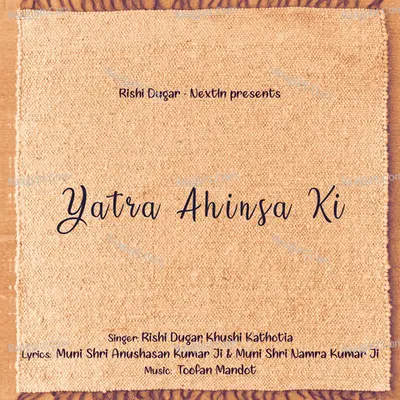 Rishi Dugar - NextIn presents
Yatra Ahinsa Ki
Singer: Rishi Dugar, Khushi Kathotia
Lyrics: Muni Shri Anushasan Kumar Ji & Muni Shri Namra Kumar Ji
Music: Toofan Mandot